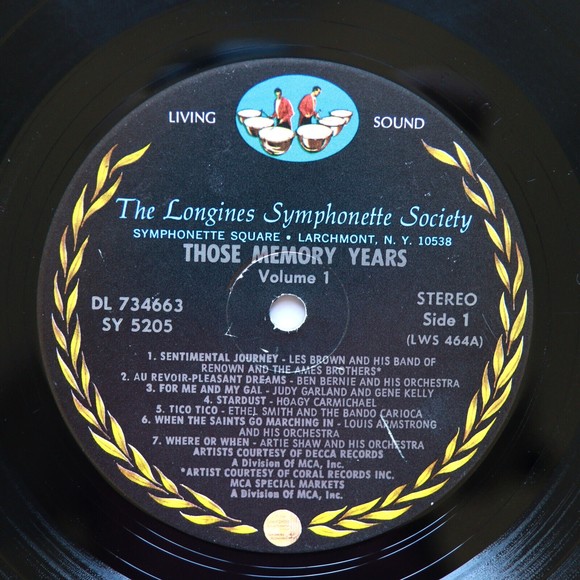 LIVING SOUND
The Longines Symphonette Society
SYMPHONETTE SQUARE • LARCHMONT, N. Y. 10538
THOSE MEMORY YEARS
Volume 1
DL 734663
SY 5205
STEREO
Side 1
(LWS 464A)
1. SENTIMENTAL JOURNEY - LES BROWN AND HIS BAND OF
RENOWN AND THE AMES BROTHERS*
2. AU REVOIR-PLEASANT DREAMS - BEN BERNIE AND HIS ORCHESTRA
3. FOR ME AND MY GAL - JUDY GARLAND AND GENE KELLY
4. STARDUST - HOAGY CARMICHAEL
5. TICO TICO - ETHEL SMITH AND THE BANDO CARIOCA
6. WHEN THE SAINTS GO MARCHING IN - LOUIS ARMSTRONG
AND HIS ORCHESTRA
7. WHERE OR WHEN - ARTIE SHAW AND HIS ORCHESTRA
ARTISTS COURTESY OF DECCA RECORDS
A Division Of MCA, Inc.
*ARTIST COURTESY OF CORAL RECORDS INC.
MCA SPECIAL MARKETS
A Division Of MCA, Inc.